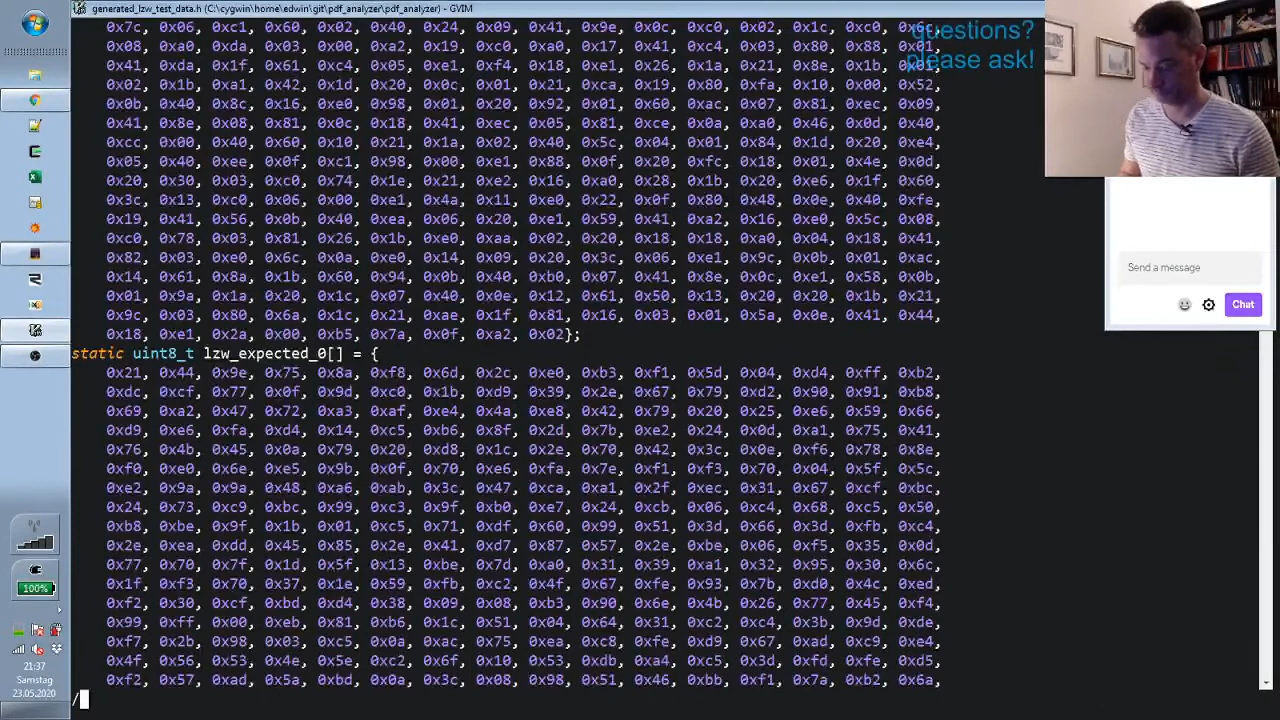 generated_lzw_test_data.h (C:\cygwin\home\edwin\git\pdf_analyzer\pdf_analyzer) - GVIM
0x7c, 0x06, 0xc1, 0x60, 0x02, 0x40, 0x24, 0x09, 0x41, 0x9e, 0x0c, 0xc0, 0x02, 0x1c, 0xc0, 0x6c,
0x08, 0xa0, 0xda, 0x03, 0x00, 0xa2, 0x19, 0xc0, 0xa0, 0x17, 0x41, 0xc4, 0x03, 0x80, 0x88, 0x01,
questions?
0x41, 0xda, 0x1f, 0x61, 0xc4, 0x05, 0xe1, 0xf4, 0x18, 0xe1, 0x26, 0x1a, 0x21, 0x8e, 0x1b, 0x01,
please ask!
0x02, 0x1b, 0xa1, 0x42, 0x1d, 0x20, 0x0c, 0x01, 0x21, 0xca, 0x19, 0x80, 0xfa, 0x10, 0x00, 0x52,
0x0b, 0x40, 0x8c, 0x16, 0xe0, 0x98, 0x01, 0x20, 0x92, 0x01, 0x60, 0xac, 0x07, 0x81, 0xec, 0x09,
0x41, 0x8e, 0x08, 0x81, 0x0c, 0x18, 0x41, 0xec, 0x05, 0x81, 0xce, 0x0a, 0xa0, 0x46, 0x0d, 0x40,
0xcc, 0x00, 0x40, 0x60, 0x10, 0x21, 0x1a, 0x02, 0x40, 0x5c, 0x04, 0x01, 0x84, 0x1d, 0x20, 0xe4,
0x05, 0x40, 0xee, 0x0f, 0xc1, 0x98, 0x00, 0xe1, 0x88, 0x0f, 0x20, 0xfc, 0x18, 0x01, 0x4e, 0x0d,
0x20, 0x30, 0x03, 0xc0, 0x74, 0x1e, 0x21, 0xe2, 0x16, 0xa0, 0x28, 0x1b, 0x20, 0xe6, 0x1f, 0x60,
0x3c, 0x13, 0xc0, 0x06, 0x00, 0xe1, 0x4a, 0x11, 0xe0, 0x22, 0x0f, 0x80, 0x48, 0x0e, 0x40, 0xfe,
0x19, 0x41, 0x56, 0x0b, 0x40, 0xea, 0x06, 0x20, 0xe1, 0x59, 0x41, 0xa2, 0x16, 0xe0, 0x5c, 0x08,
0xc0, 0x78, 0x03, 0x81, 0x26, 0x1b, 0xe0, 0xaa, 0x02, 0x20, 0x18, 0x18, 0xa0, 0x04, 0x18, 0x41,
0x82, 0x03, 0xe0, 0x6c, 0x0a, 0xe0, 0x14, 0x09, 0x20, 0x3c, 0x06, 0xe1, 0x9c, 0x0b, 0x01, 0xac,
0x14, 0x61, 0x8a, 0x1b, 0x60, 0x94, 0x0b, 0x40, 0xb0, 0x07, 0x41, 0x8e, 0x0c, 0xe1, 0x58, 0x0b,
0x01, 0x9a, 0x1a, 0x20, 0x1c, 0x07, 0x40, 0x0e, 0x12, 0x61, 0x50, 0x13, 0x20, 0x20, 0x1b, 0x21,
0x9c, 0x03, 0x80, 0x6a, 0x1c, 0x21, 0xae, 0x1f, 0x01, 0x16, 0x03, 0x01, 0x5a, 0x0e, 0x41, 0x44,
0x18, 0xe1, 0x2a, 0x00, 0xb5, 0x7a, 0x0f, 0xa2, 0x02};
static uint8_t lzw_expected_0[] = {
0x21, 0x44, 0x9e, 0x75, 0x8a, 0xf8, 0x6d, 0x2c, 0xe0, 0xb3, 0xf1, 0x5d, 0x04, 0xd4, 0xff, 0xb2,
0xdc, 0xcf, 0x77, 0x0f, 0x9d, 0xc0, 0x1b, 0xd9, 0x39, 0x2e, 0x67, 0x79, 0xd2, 0x90, 0x91, 0xb8,
0x69, 0xa2, 0x47, 0x72, 0xa3, 0xaf, 0xe4, 0x4a, 0xe8, 0x42, 0x79, 0x20, 0x25, 0xe6, 0x59, 0x66,
0xd9, 0xe6, 0xfa, 0xd4, 0x14, 0xc5, 0xb6, 0x8f, 0x2d, 0x7b, 0xe2, 0x24, 0x0d, 0xa1, 0x75, 0x41,
0x76, 0x4b, 0x45, 0x0a, 0x79, 0x20, 0xd8, 0x1c, 0x2e, 0x70, 0x42, 0x3c, 0x0e, 0xf6, 0x78, 0x8e,
0xf0, 0xe0, 0x6e, 0xe5, 0x9b, 0x0f, 0x70, 0xe6, 0xfa, 0x7e, 0xf1, 0xf3, 0x70, 0x04, 0x5f, 0x5c,
0xe2, 0x9a, 0x9a, 0x48, 0xa6, 0xab, 0x3c, 0x47, 0xca, 0xa1, 0x2f, 0xec, 0x31, 0x67, 0xcf, 0xbc,
0x24, 0x73, 0xc9, 0xbc, 0x99, 0xc3, 0x9f, 0xb0, 0xe7, 0x24, 0xcb, 0x06, 0xc4, 0x68, 0xc5, 0x50,
0xb8, 0xbe, 0x9f, 0x1b, 0x01, 0xc5, 0x71, 0xdf, 0x60, 0x99, 0x51, 0x3d, 0x66, 0x3d, 0xfb, 0xc4,
0x2e, 0xea, 0xdd, 0x45, 0x85, 0x2e, 0x41, 0xd7, 0x87, 0x57, 0x2e, 0xbe, 0x06, 0xf5, 0x35, 0x0d,
0x77, 0x70, 0x7f, 0x1d, 0x5f, 0x13, 0xbe, 0x7d, 0xa0, 0x31, 0x39, 0xa1, 0x32, 0x95, 0x30, 0x6c,
0x1f, 0xf3, 0x70, 0x37, 0x1e, 0x59, 0xfb, 0xc2, 0x4f, 0x67, 0xfe, 0x93, 0x7b, 0xd0, 0x4c, 0xed,
0xf2, 0x30, 0xcf, 0xbd, 0xd4, 0x38, 0x09, 0x08, 0xb3, 0x90, 0x6e, 0x4b, 0x26, 0x77, 0x45, 0xf4,
0x99, 0xff, 0x00, 0xeb, 0x81, 0xb6, 0x1c, 0x51, 0x04, 0x64, 0x31, 0xc2, 0xc4, 0x3b, 0x9d, 0xde,
0xf7, 0x2b, 0x98, 0x03, 0xc5, 0x0a, 0xac, 0x75, 0xea, 0xc8, 0xfe, 0xd9, 0x67, 0xad, 0xc9, 0xe4,
0x4f, 0x56, 0x53, 0x4e, 0x5e, 0xc2, 0x6f, 0x10, 0x53, 0xdb, 0xa4, 0xc5, 0x3d, 0xfd, 0xfe, 0xd5,
0xf2, 0x57, 0xad, 0x5a, 0xbd, 0x0a, 0x3c, 0x08, 0x98, 0x51, 0x46, 0xbb, 0xf1, 0x7a, 0xb2, 0x6a,
/
Send a message
Chat
100%
21:37
Samstag
23.05.2020